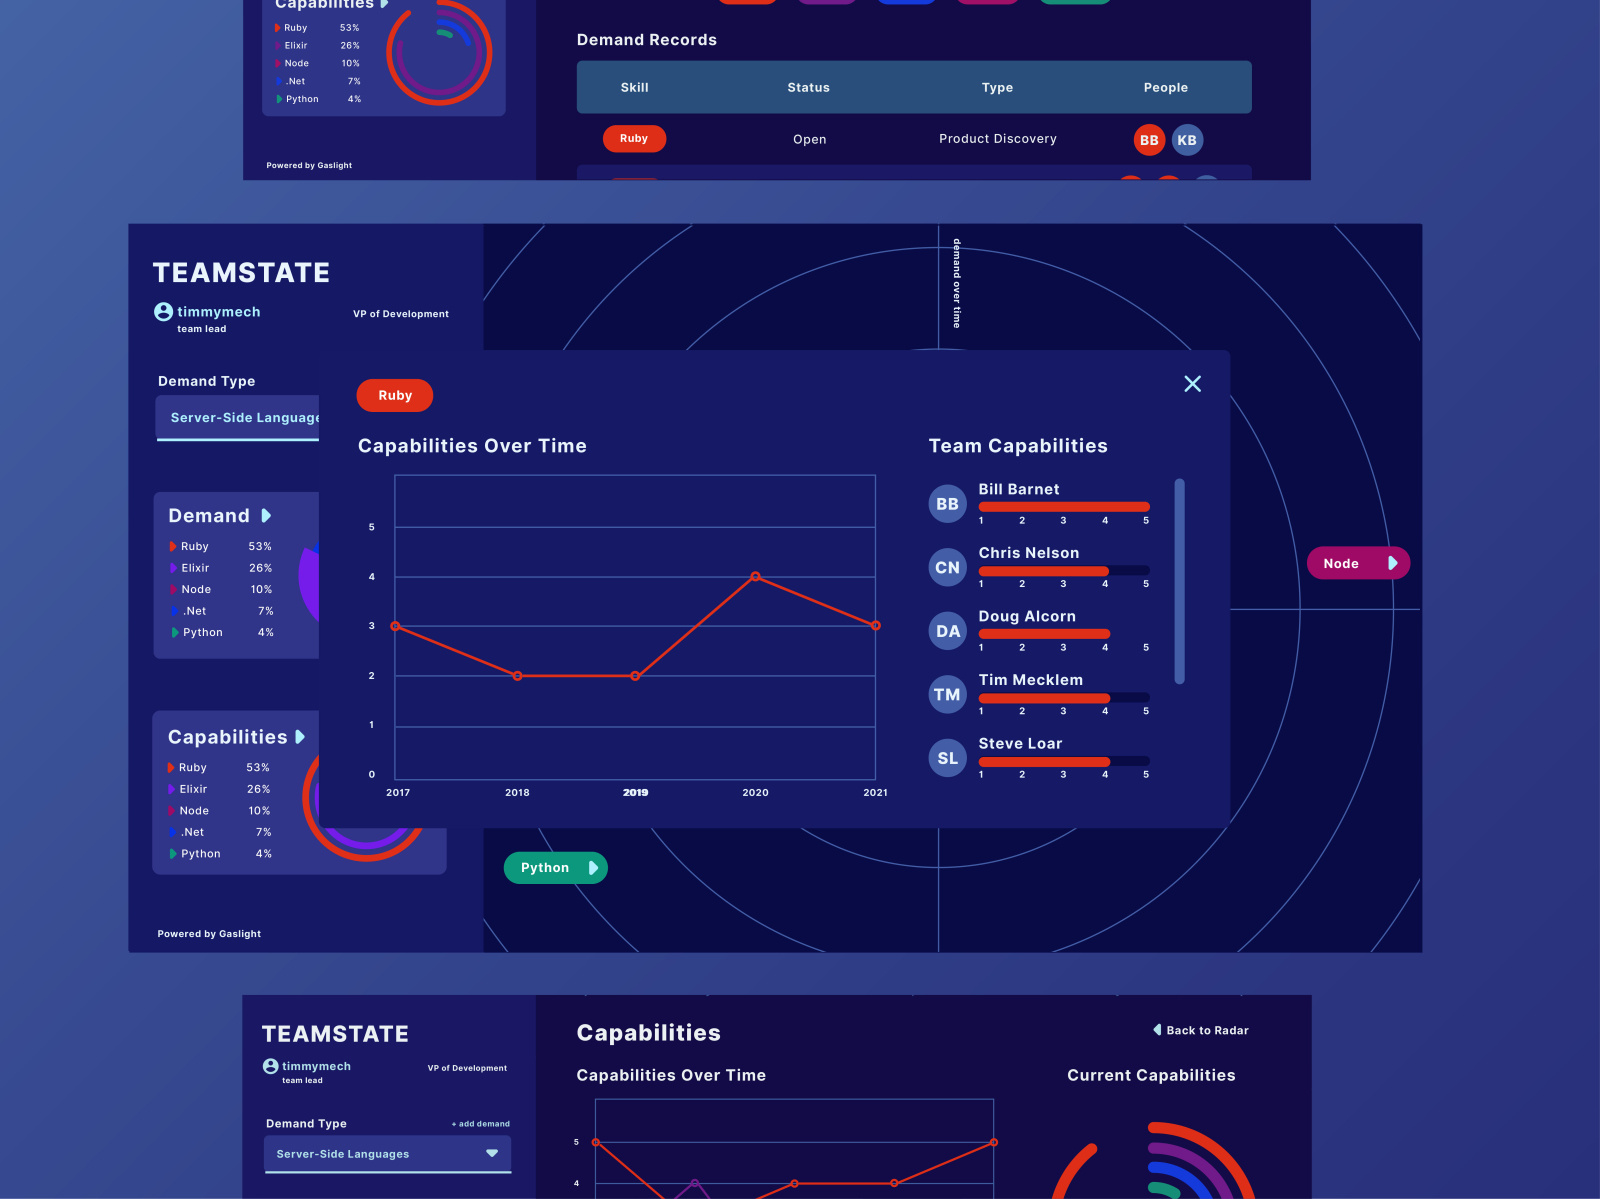 Capabilities
Ruby 53%
Elixir 26%
Node 10%
.Net 7%
Python 4%
Powered by Gaslight
Demand Records
Skill Status Type People
Ruby Open Product Discovery BB KB
TEAMSTATE
timmymech
team lead
VP of Development
Demand Type
Server-Side Language
Demand
Ruby 53%
Elixir 26%
Node 10%
.Net 7%
Python 4%
Capabilities
Ruby 53%
Elixir 26%
Node 10%
.Net 7%
Python 4%
Powered by Gaslight
demand over time
Ruby
Capabilities Over Time
5
4
3
2
1
0
2017 2018 2019 2020 2021
Team Capabilities
BB Bill Barnet
1 2 3 4 5
CN Chris Nelson
1 2 3 4 5
DA Doug Alcorn
1 2 3 4 5
TM Tim Mecklem
1 2 3 4 5
SL Steve Loar
1 2 3 4 5
Node
Python
TEAMSTATE
timmymech
team lead
VP of Development
Demand Type + add demand
Server-Side Languages
Capabilities
Back to Radar
Capabilities Over Time
5
4
Current Capabilities